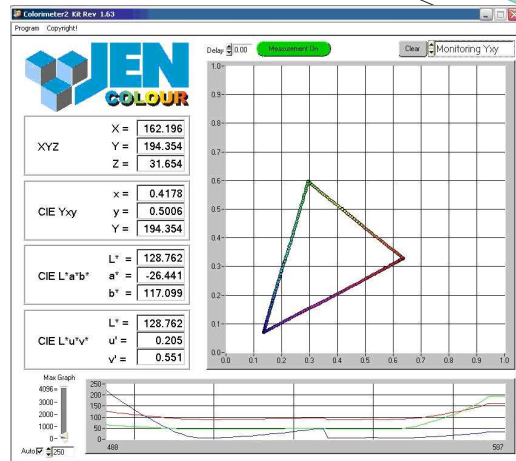 Colorimeter2 Kit Rev 1.63
Program Copyright!
JEN
COLOUR
Delay 0.00 Measurement On Clear Monitoring Yxy
XYZ
X = 162.196
Y = 194.354
Z = 31.654
CIE Yxy
x = 0.4178
y = 0.5006
Y = 194.354
CIE L*a*b*
L* = 128.762
a* = -26.441
b* = 117.099
CIE L*u*v*
L* = 128.762
u' = 0.205
v' = 0.551
1.0
0.9
0.8
0.7
0.6
0.5
0.4
0.3
0.2
0.1
0.0
0.0 0.1 0.2 0.3 0.4 0.5 0.6 0.7 0.8 0.9 1.0
Max Graph
4096
3000
2000
1000
0
Auto 250
250
200
150
100
50
0
488 587